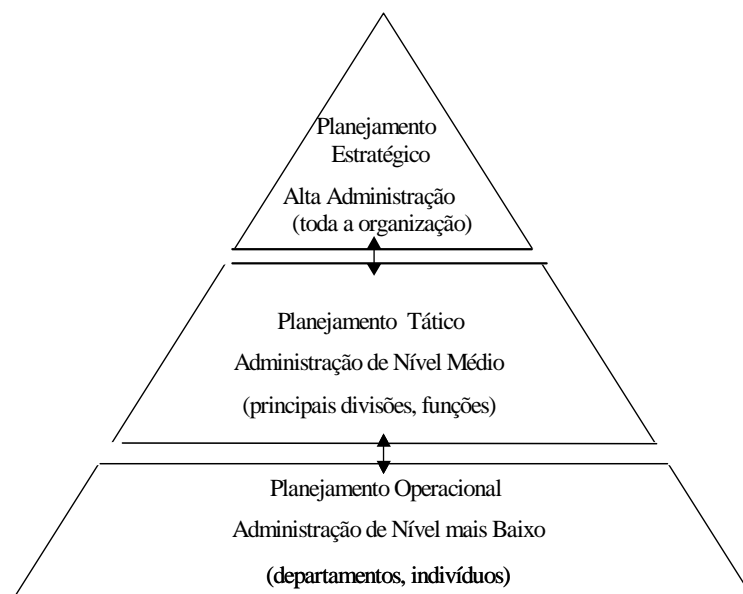 Planejamento
Estratégico
Alta Administração
(toda a organização)
Planejamento Tático
Administração de Nível Médio
(principais divisões, funções)
Planejamento Operacional
Administração de Nível mais Baixo
(departamentos, indivíduos)